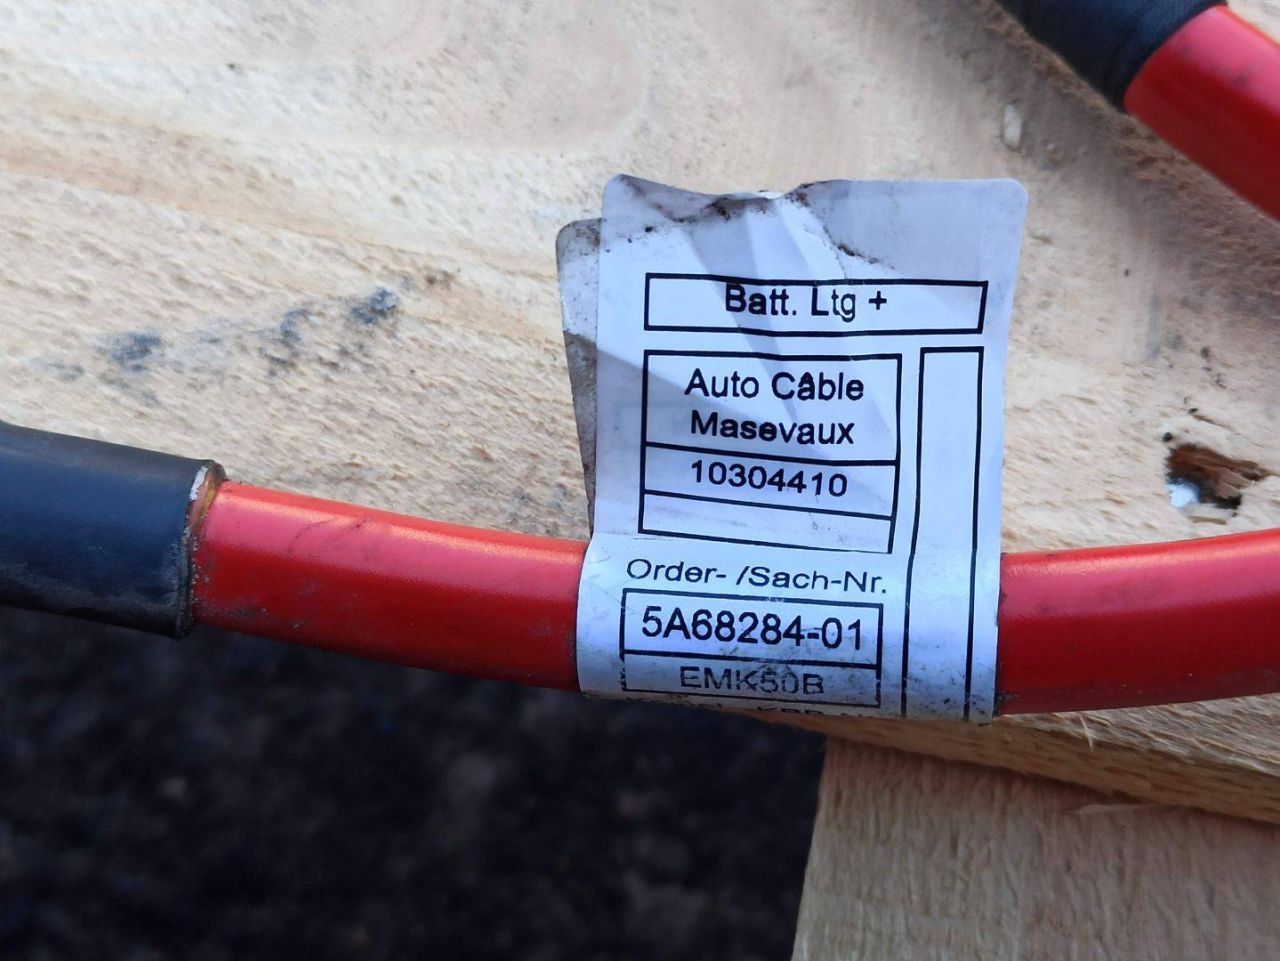 Batt. Ltg +
Auto Câble
Masevaux
10304410
Order- /Sach-Nr.
5A68284-01
EMK50B